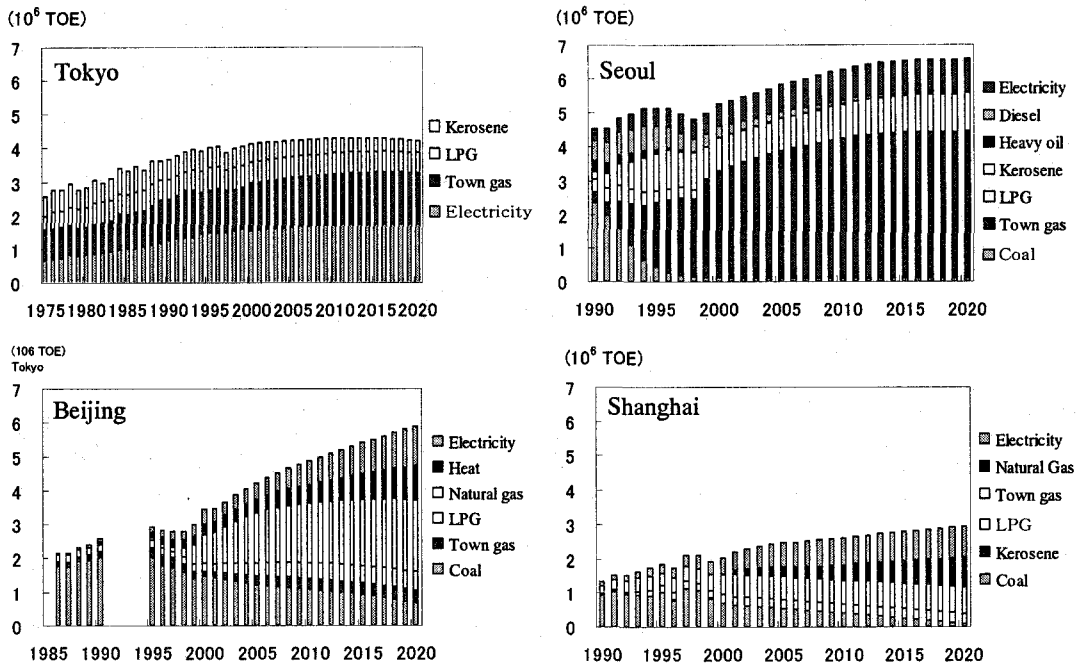 (10⁶ TOE)
7
6
5
4
3
2
1
0
Tokyo
Kerosene
LPG
Town gas
Electricity
1975 1980 1985 1990 1995 2000 2005 2010 2015 2020
(10⁶ TOE)
7
6
5
4
3
2
1
0
Seoul
Electricity
Diesel
Heavy oil
Kerosene
LPG
Town gas
Coal
1990 1995 2000 2005 2010 2015 2020
(106 TOE)
Tokyo
7
6
5
4
3
2
1
0
Beijing
Electricity
Heat
Natural gas
LPG
Town gas
Coal
1985 1990 1995 2000 2005 2010 2015 2020
(10⁶ TOE)
7
6
5
4
3
2
1
0
Shanghai
Electricity
Natural Gas
Town gas
LPG
Kerosene
Coal
1990 1995 2000 2005 2010 2015 2020